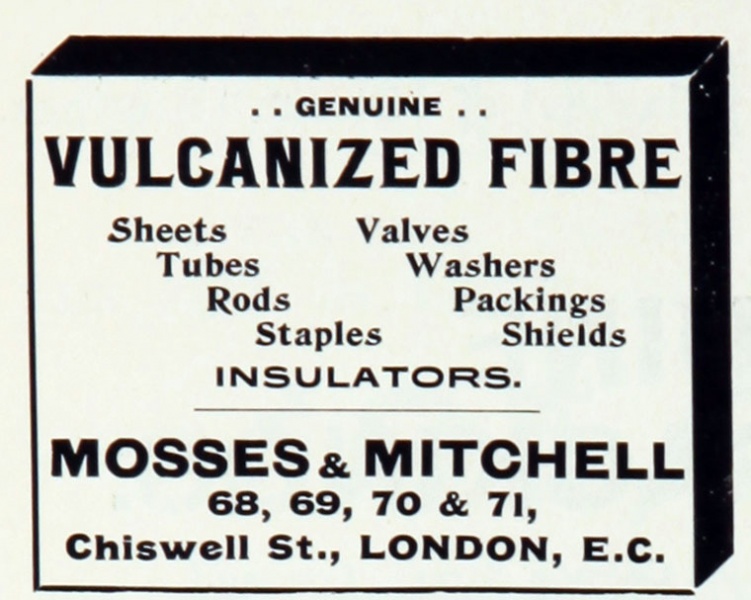 . . GENUINE . .
VULCANIZED FIBRE
Sheets Valves
Tubes Washers
Rods Packings
Staples Shields
INSULATORS.
MOSSES & MITCHELL
68, 69, 70 & 71,
Chiswell St., LONDON, E.C.